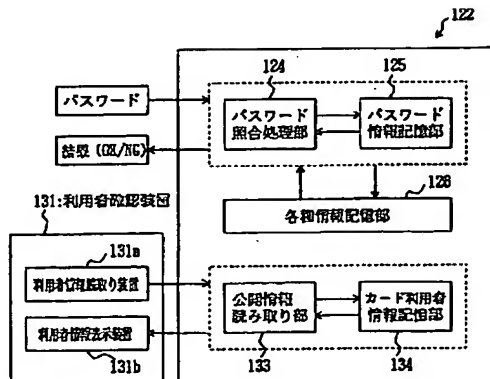 122
124
125
パスワード
パスワード
照合処理部
パスワード
情報記憶部
結果 (OK/NG)
126
各種情報記憶部
131:利用者確認装置
131a
利用者情報読取り装置
利用者情報表示装置
131b
公開情報
読み取り部
133
カード利用者
情報記憶部
134